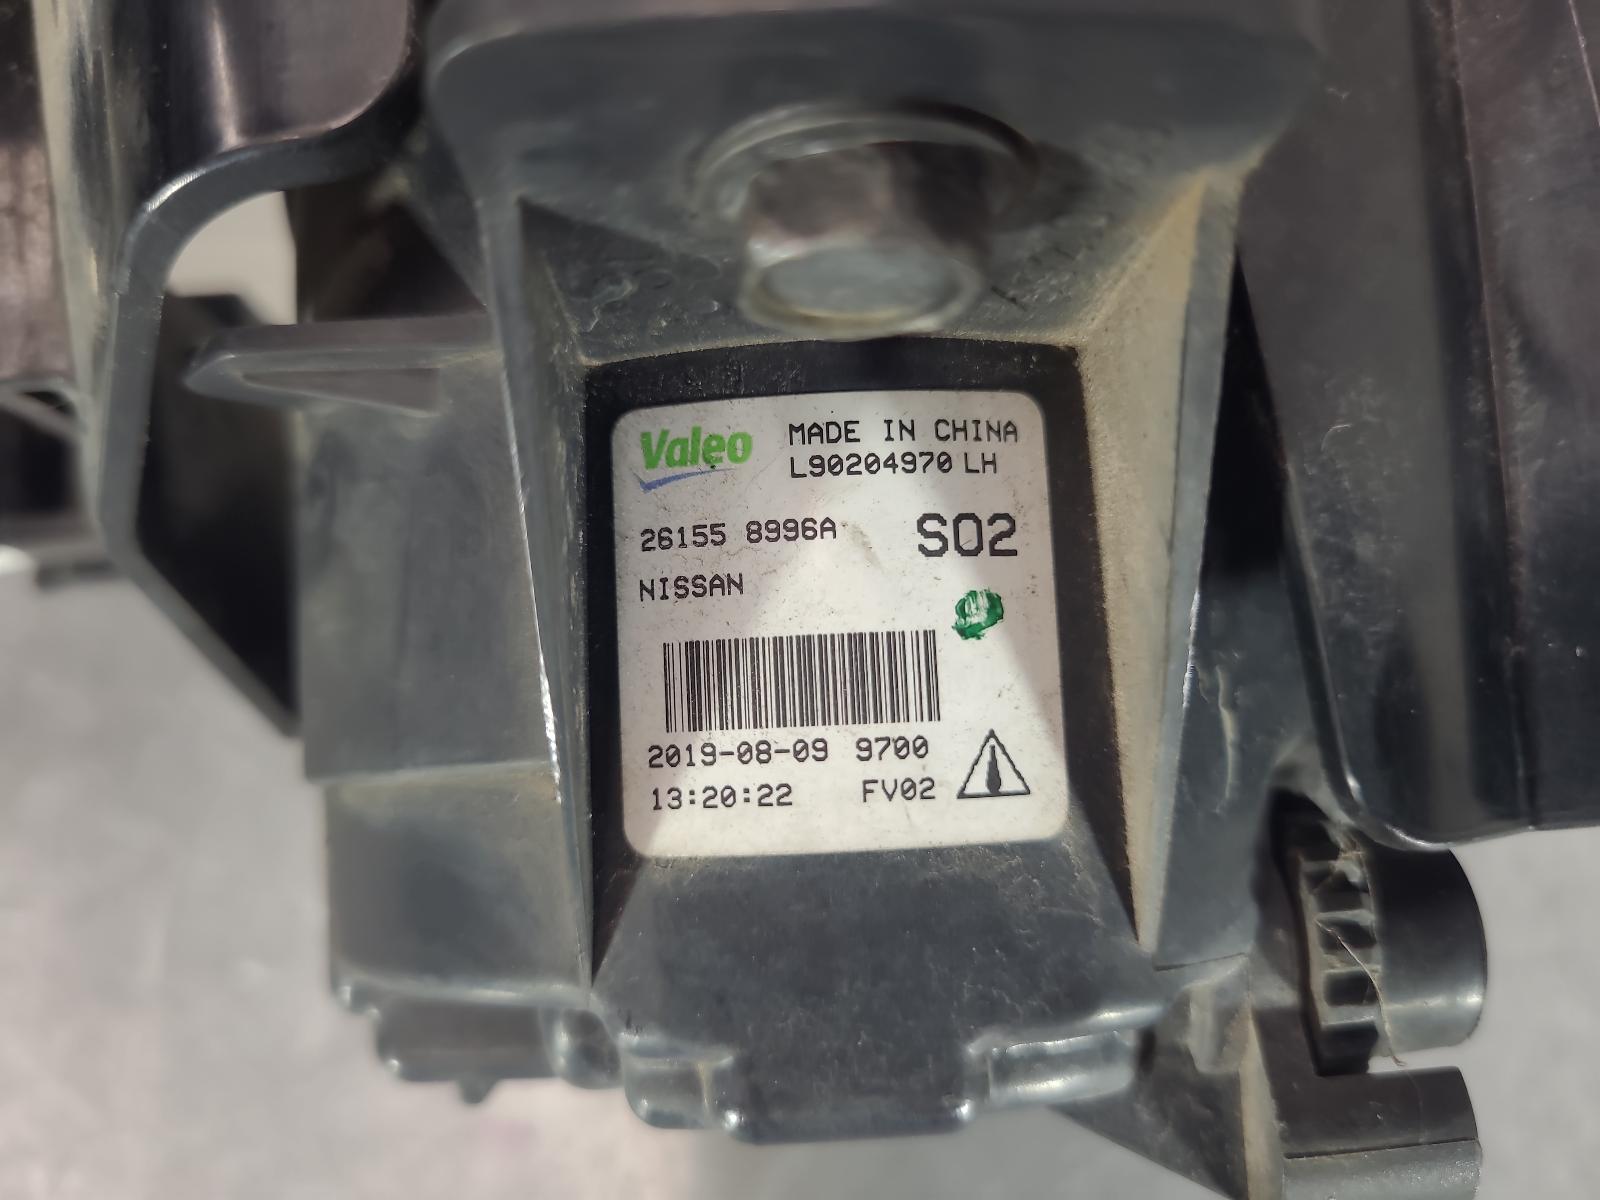 Valeo
MADE IN CHINA
L90204970 LH
26155 8996A
S02
NISSAN
2019-08-09 9700
13:20:22 FV02